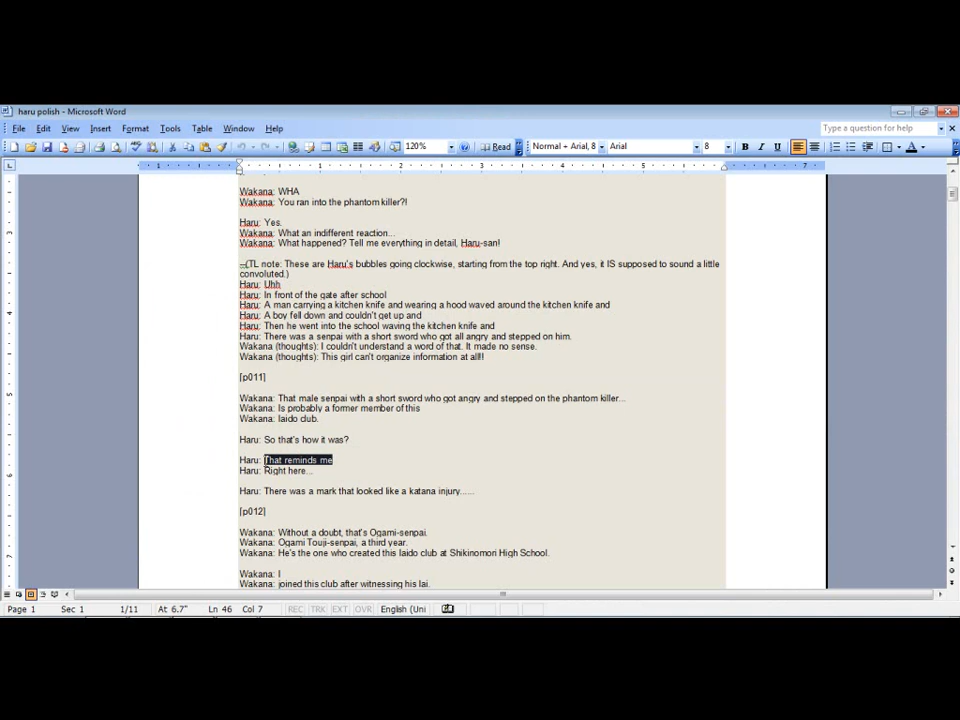 haru polish - Microsoft Word
File Edit View Insert Format Tools Table Window Help
Type a question for help
120%
Read
Normal + Arial, 8
Arial
8
B I U
1 1 2 3 4 5 6 7
Wakana: WHA
Wakana: You ran into the phantom killer?!
Haru: Yes.
Wakana: What an indifferent reaction...
Wakana: What happened? Tell me everything in detail, Haru-san!
(TL note: These are Haru's bubbles going clockwise, starting from the top right. And yes, it IS supposed to sound a little
convoluted.)
Haru: Uhh
Haru: In front of the gate after school
Haru: A man carrying a kitchen knife and wearing a hood waved around the kitchen knife and
Haru: A boy fell down and couldn't get up and
Haru: Then he went into the school waving the kitchen knife and
Haru: There was a senpai with a short sword who got all angry and stepped on him.
Wakana (thoughts): I couldn't understand a word of that. It made no sense.
Wakana (thoughts): This girl can't organize information at all!!
[p011]
Wakana: That male senpai with a short sword who got angry and stepped on the phantom killer...
Wakana: Is probably a former member of this
Wakana: Iaido club.
Haru: So that's how it was?
Haru: That reminds me
Haru: Right here...
Haru: There was a mark that looked like a katana injury......
[p012]
Wakana: Without a doubt, that's Ogami-senpai.
Wakana: Ogami Touji-senpai, a third year.
Wakana: He's the one who created this Iaido club at Shikinomori High School.
Wakana: I
Wakana: joined this club after witnessing his Iai.
Page 1 Sec 1 1/11 At 6.7" Ln 46 Col 7 REC TRK EXT OVR English (Uni